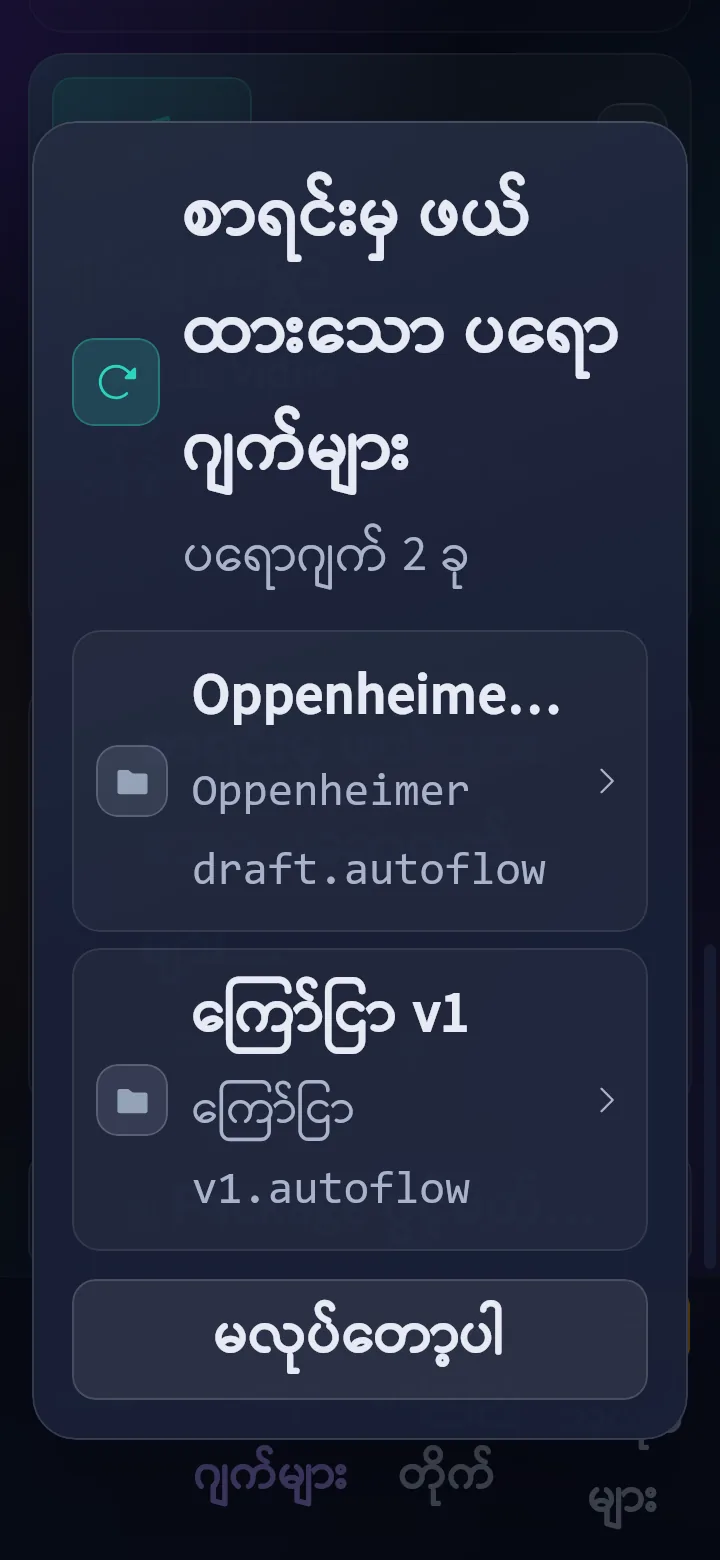 စာရင်းမှ ဖယ်
ထားသော ပရော
ဂျက်များ
ပရောဂျက် 2 ခု
Oppenheime...
Oppenheimer
draft.autoflow
ကြော်ငြာ v1
ကြော်ငြာ
v1.autoflow
မလုပ်တော့ပါ
ဂျက်များ တိုက်
များ